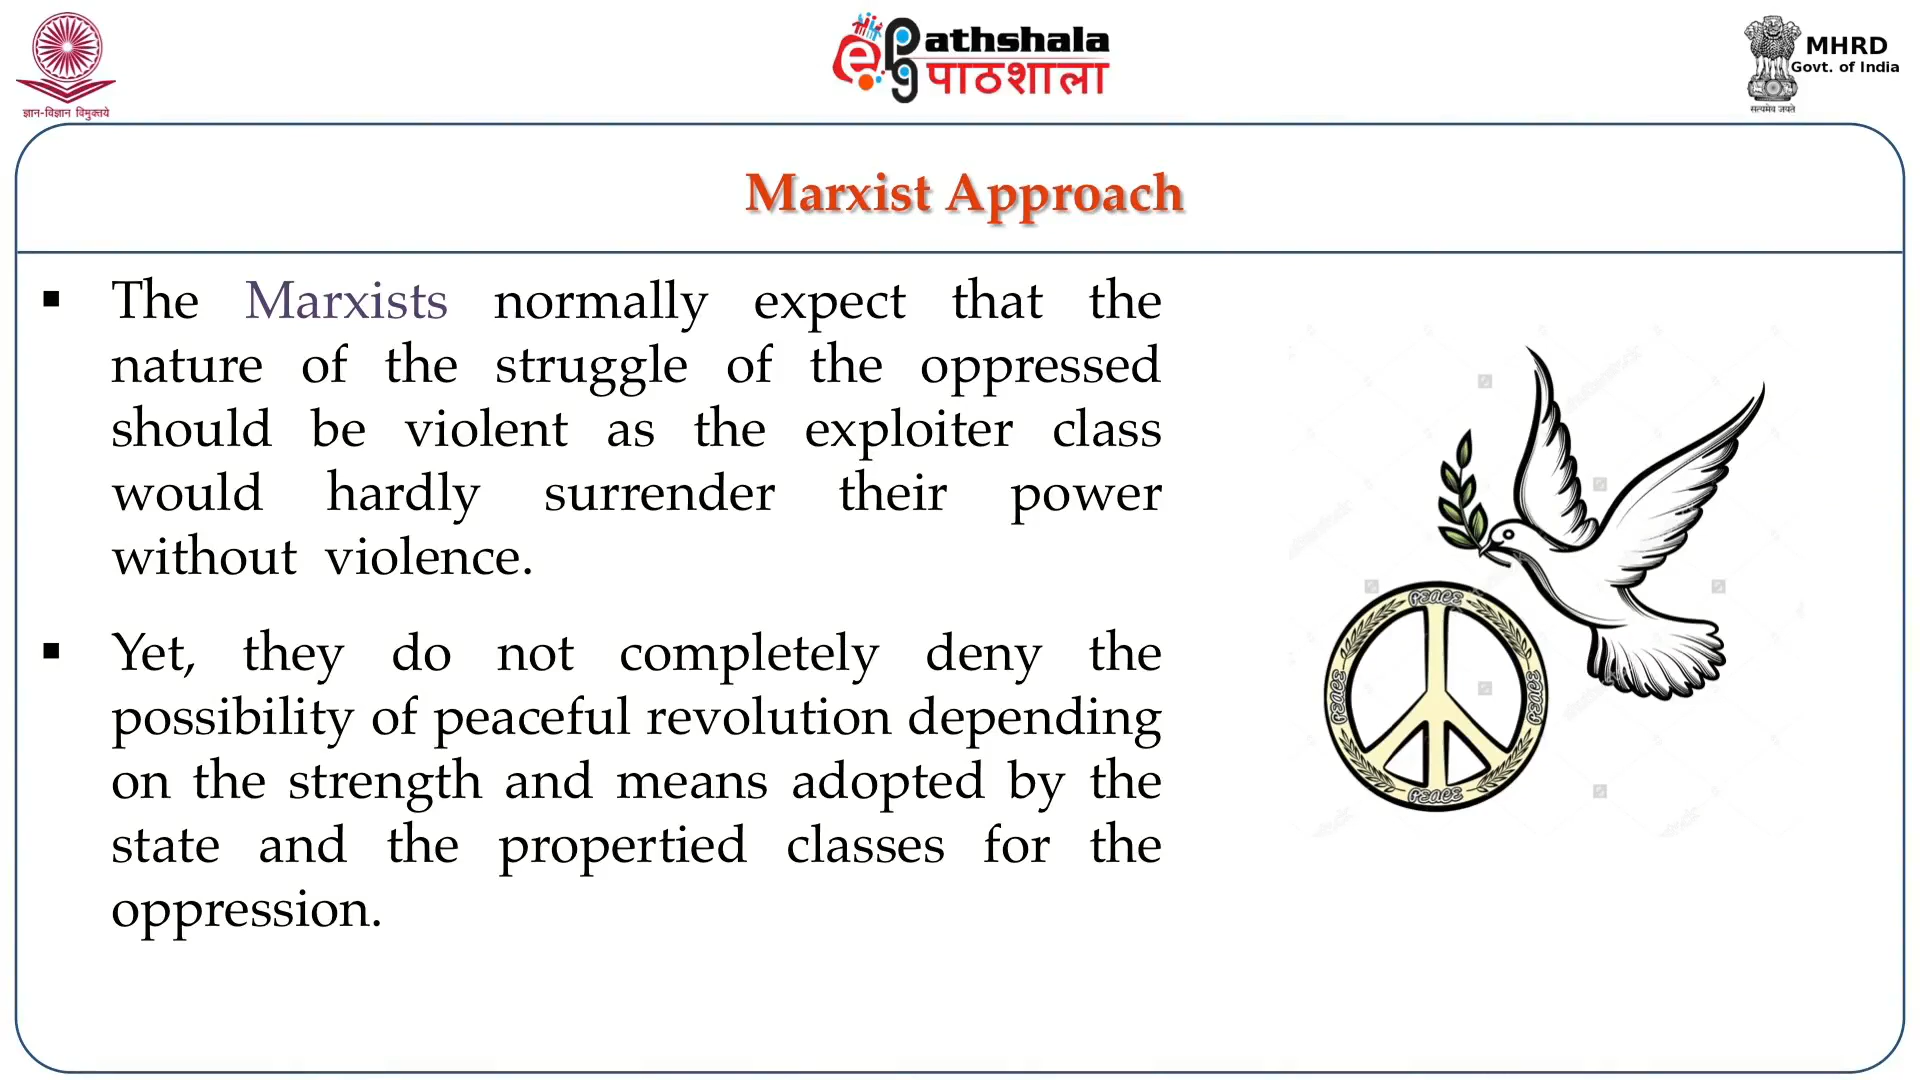 ज्ञान-विज्ञान विमुक्तये
ePathshala
पाठशाला
MHRD
Govt. of India
सत्यमेव जयते
Marxist Approach
▪ The Marxists normally expect that the
nature of the struggle of the oppressed
should be violent as the exploiter class
would hardly surrender their power
without violence.
▪ Yet, they do not completely deny the
possibility of peaceful revolution depending
on the strength and means adopted by the
state and the propertied classes for the
oppression.
PEACE
PEACE
PEACE
PEACE